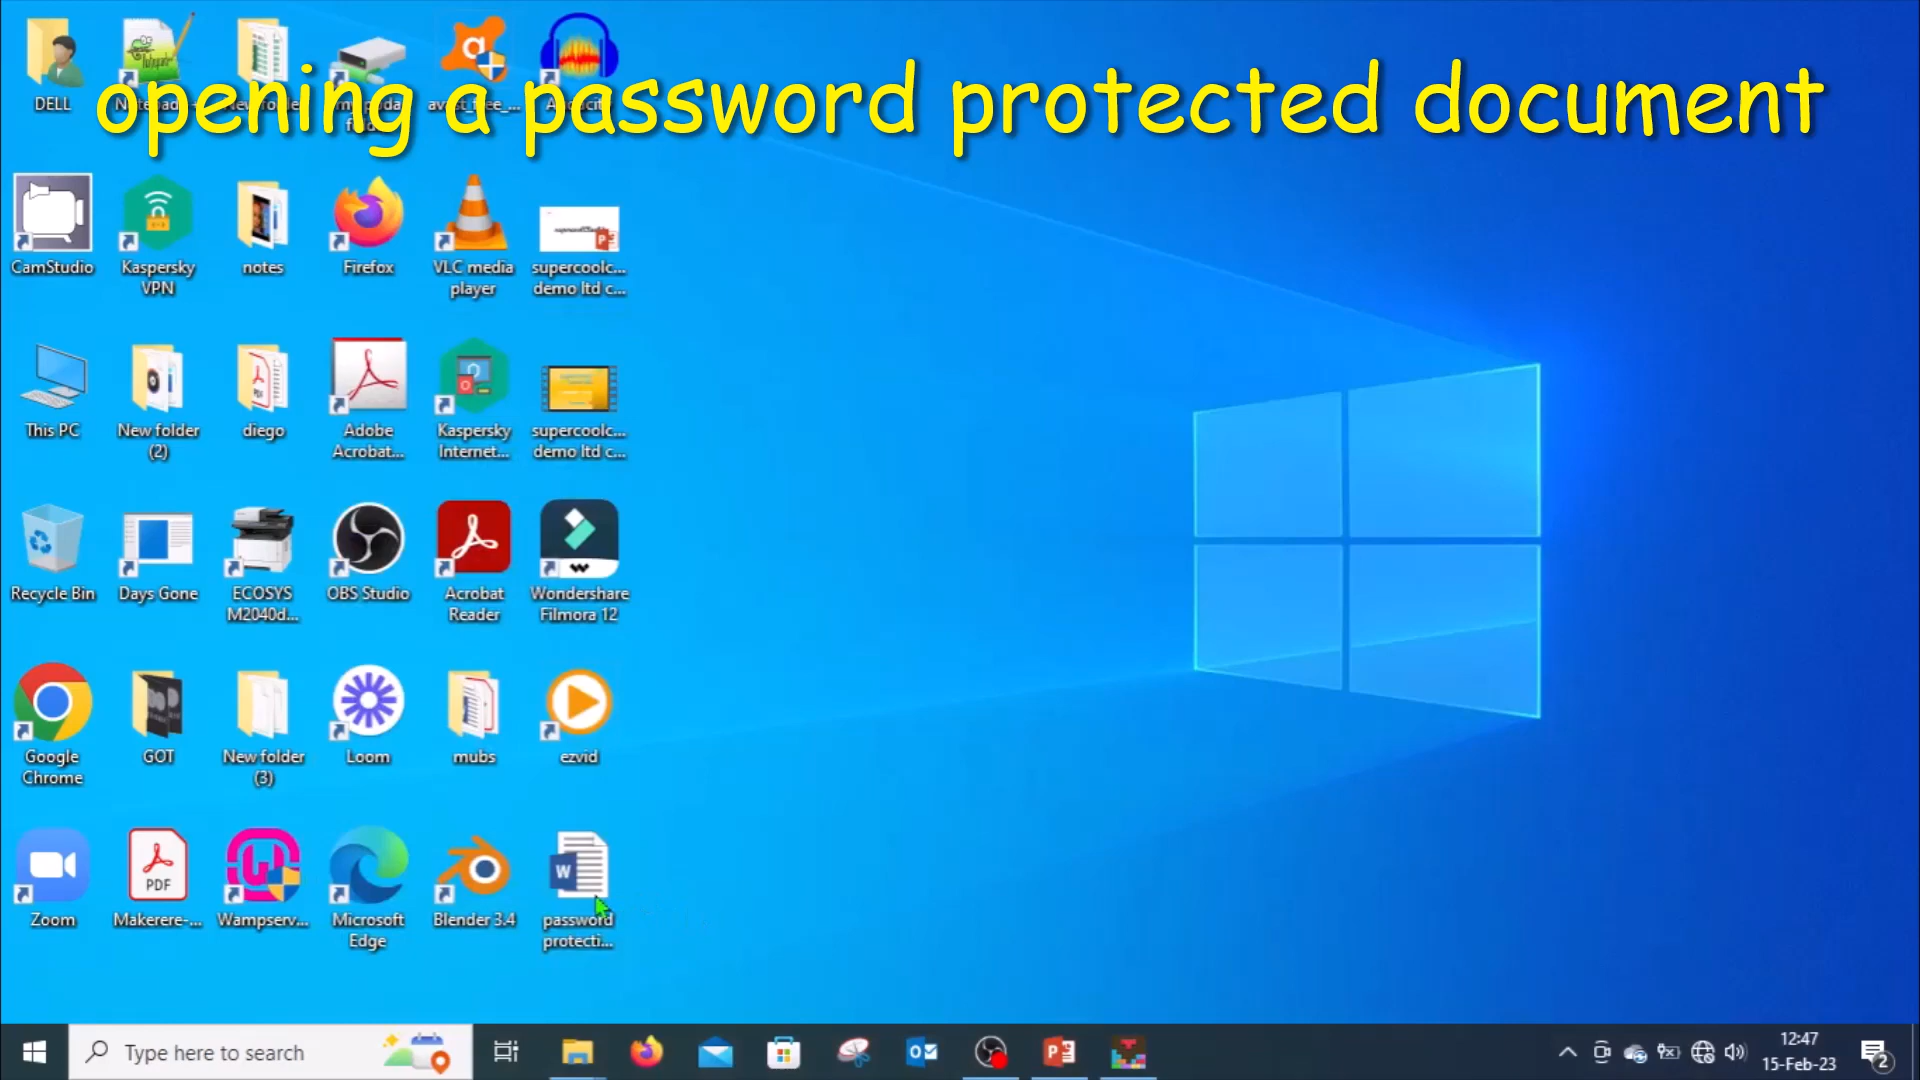 opening a password protected document
DELL
CamStudio
Kaspersky
VPN
notes
Firefox
VLC media
player
supercoolc...
demo ltd c...
This PC
New folder
(2)
diego
Adobe
Acrobat...
Kaspersky
Internet...
supercoolc...
demo ltd c...
Recycle Bin
Days Gone
ECOSYS
M2040d...
OBS Studio
Acrobat
Reader
Wondershare
Filmora 12
Google
Chrome
GOT
New folder
(3)
Loom
mubs
ezvid
PDF
Zoom
Makerere-...
Wampserv...
Microsoft
Edge
Blender 3.4
password
protecti...
Type here to search
12:47
15-Feb-23
2